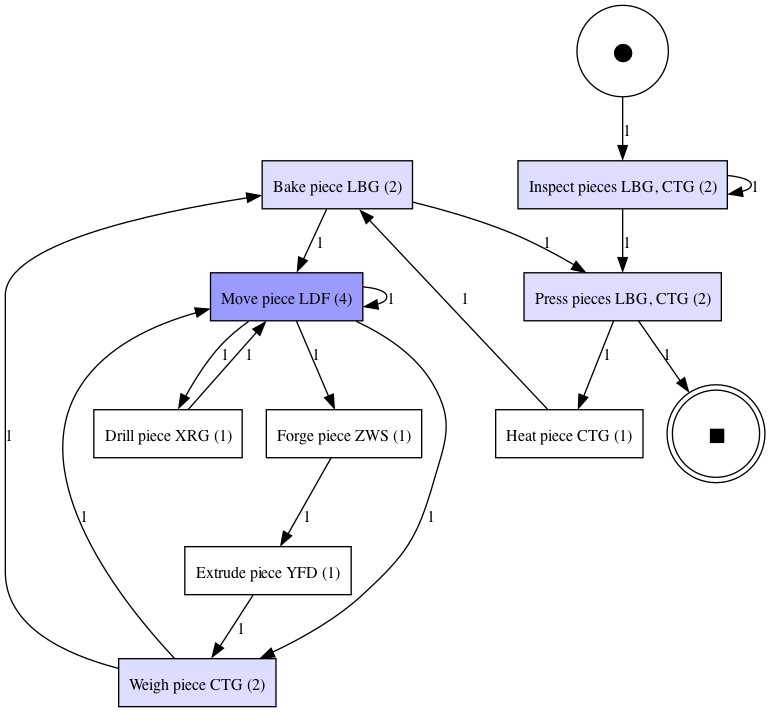 1
Bake piece LBG (2)
Inspect pieces LBG, CTG (2)
1
1
1
1
Move piece LDF (4)
1
1
Press pieces LBG, CTG (2)
1
1
1
1
1
Drill piece XRG (1)
Forge piece ZWS (1)
Heat piece CTG (1)
1
1
1
1
Extrude piece YFD (1)
1
Weigh piece CTG (2)